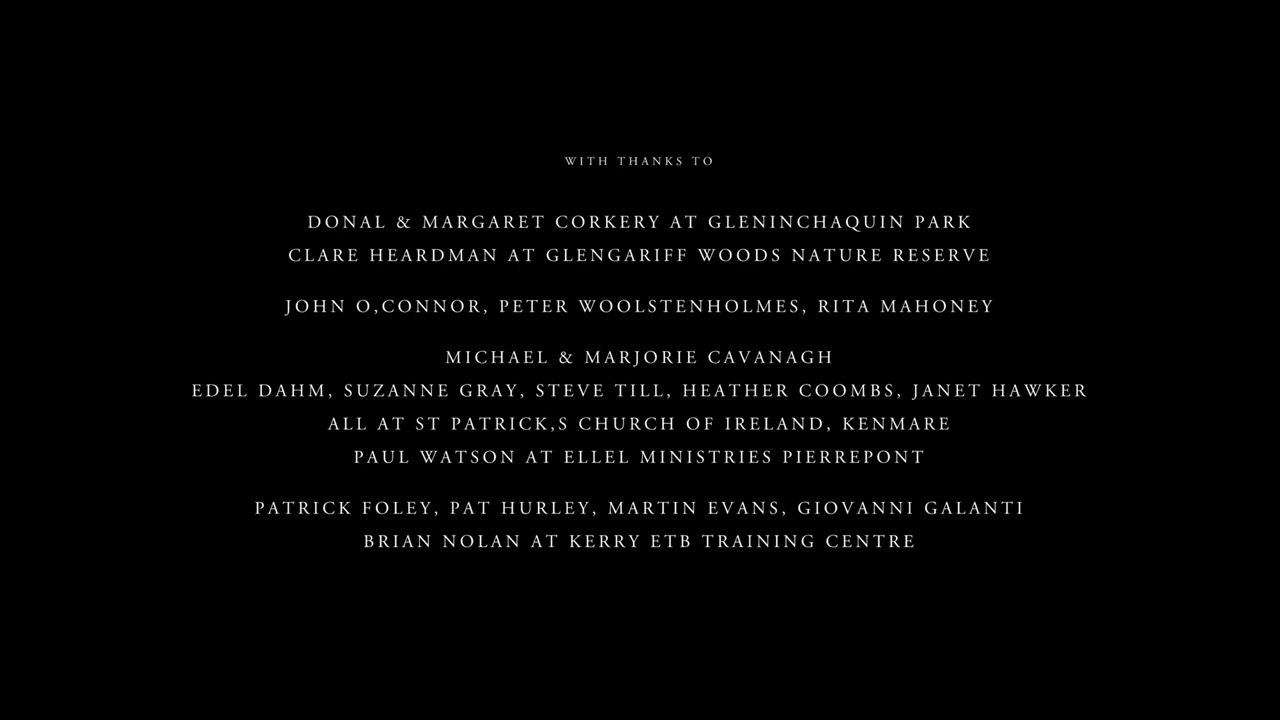 WITH THANKS TO
DONAL & MARGARET CORKERY AT GLENINCHAQUIN PARK
CLARE HEARDMAN AT GLENGARIFF WOODS NATURE RESERVE
JOHN O,CONNOR, PETER WOOLSTENHOLMES, RITA MAHONEY
MICHAEL & MARJORIE CAVANAGH
EDEL DAHM, SUZANNE GRAY, STEVE TILL, HEATHER COOMBS, JANET HAWKER
ALL AT ST PATRICK,S CHURCH OF IRELAND, KENMARE
PAUL WATSON AT ELLEL MINISTRIES PIERREPONT
PATRICK FOLEY, PAT HURLEY, MARTIN EVANS, GIOVANNI GALANTI
BRIAN NOLAN AT KERRY ETB TRAINING CENTRE